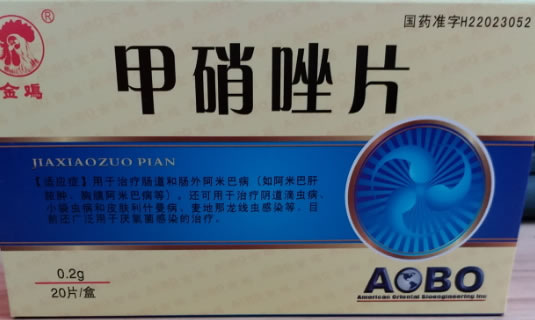 国药准字H22023052
®
金鸡
甲硝唑片
JIAXIAOZUO PIAN
【适应症】用于治疗肠道和肠外阿米巴病（如阿米巴肝
脓肿、胸膜阿米巴病等）。还可用于治疗阴道滴虫病、
小袋虫病和皮肤利什曼病、麦地那龙线虫感染等。目
前还广泛用于厌氧菌感染的治疗。
0.2g
20片/盒
AOBO
American Oriental Bioengineering Inc